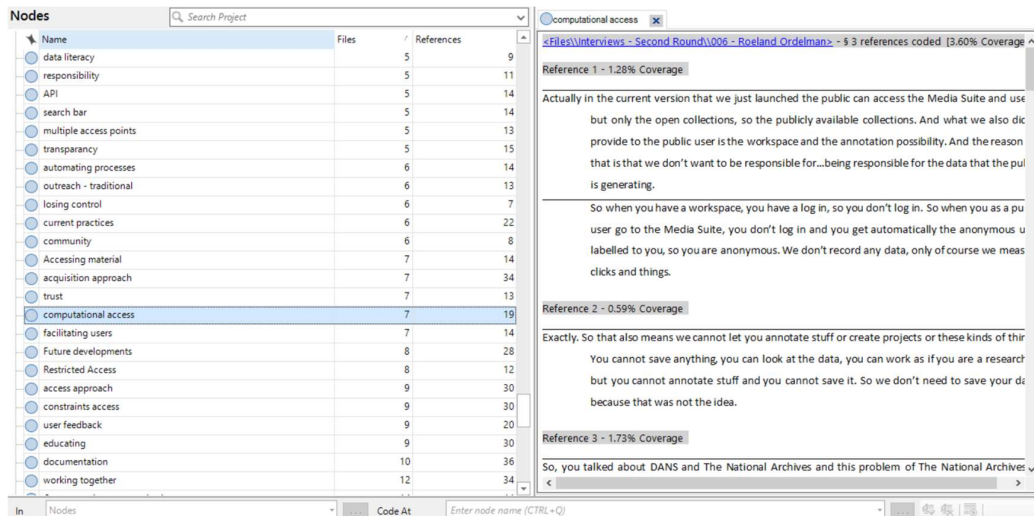 Nodes
Search Project
Name Files References
data literacy 5 9
responsibility 5 11
API 5 14
search bar 5 14
multiple access points 5 13
transparancy 5 15
automating processes 6 14
outreach - traditional 6 13
losing control 6 7
current practices 6 22
community 6 8
Accessing material 7 14
acquisition approach 7 34
trust 7 13
computational access 7 19
facilitating users 7 14
Future developments 8 28
Restricted Access 8 12
access approach 9 30
constraints access 9 30
user feedback 9 20
educating 9 30
documentation 10 36
working together 12 34
In Nodes
Code At Enter node name (CTRL+Q)
computational access
<Files\\Interviews - Second Round\\006 - Roeland Ordelman> - § 3 references coded [3.60% Coverage
Reference 1 - 1.28% Coverage
Actually in the current version that we just launched the public can access the Media Suite and use
but only the open collections, so the publicly available collections. And what we also did
provide to the public user is the workspace and the annotation possibility. And the reason
that is that we don't want to be responsible for...being responsible for the data that the pu
is generating.
So when you have a workspace, you have a log in, so you don't log in. So when you as a pu
user go to the Media Suite, you don't log in and you get automatically the anonymous u
labelled to you, so you are anonymous. We don't record any data, only of course we meas
clicks and things.
Reference 2 - 0.59% Coverage
Exactly. So that also means we cannot let you annotate stuff or create projects or these kinds of thin
You cannot save anything, you can look at the data, you can work as if you are a research
but you cannot annotate stuff and you cannot save it. So we don't need to save your da
because that was not the idea.
Reference 3 - 1.73% Coverage
So, you talked about DANS and The National Archives and this problem of The National Archives